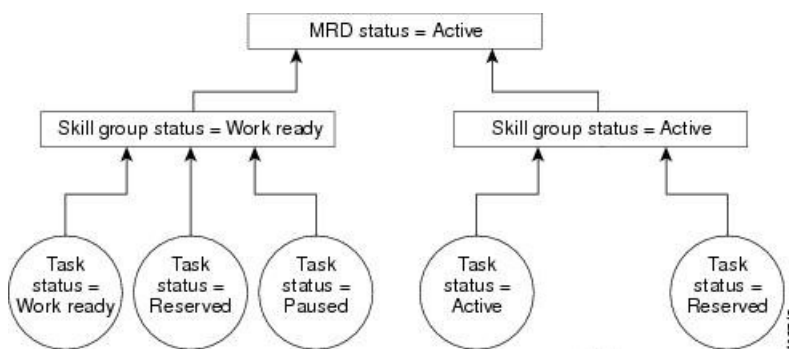 MRD status = Active
Skill group status = Work ready
Skill group status = Active
Task
status =
Work ready
Task
status =
Reserved
Task
status =
Paused
Task
status =
Active
Task
status =
Reserved